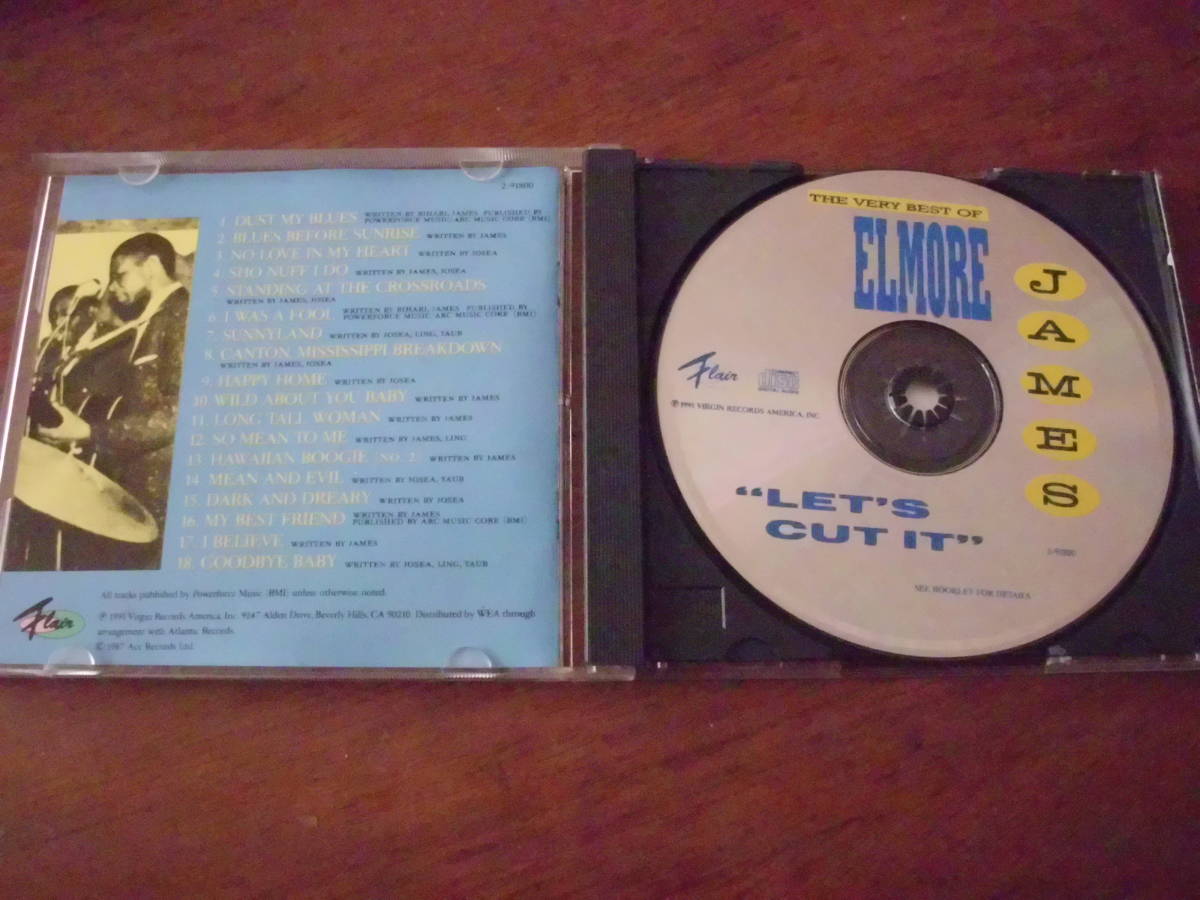 2-91800
1. DUST MY BLUES WRITTEN BY BIHARI, JAMES PUBLISHED BY
POWERFORCE MUSIC/ARC MUSIC CORP. (BMI)
2. BLUES BEFORE SUNRISE WRITTEN BY JAMES
3. NO LOVE IN MY HEART WRITTEN BY JOSEA
4. SHO NUFF I DO WRITTEN BY JAMES, JOSEA
5. STANDING AT THE CROSSROADS
WRITTEN BY JAMES, JOSEA
6. I WAS A FOOL WRITTEN BY BIHARI, JAMES PUBLISHED BY
POWERFORCE MUSIC/ARC MUSIC CORP. (BMI)
7. SUNNYLAND WRITTEN BY JOSEA, LING, TAUB
8. CANTON, MISSISSIPPI BREAKDOWN
WRITTEN BY JAMES, JOSEA
9. HAPPY HOME WRITTEN BY JOSEA
10. WILD ABOUT YOU BABY WRITTEN BY JAMES
11. LONG TALL WOMAN WRITTEN BY JAMES
12. SO MEAN TO ME WRITTEN BY JAMES, LING
13. HAWAIIAN BOOGIE (NO. 2) WRITTEN BY JAMES
14. MEAN AND EVIL WRITTEN BY JOSEA, TAUB
15. DARK AND DREARY WRITTEN BY JOSEA
16. MY BEST FRIEND WRITTEN BY JAMES
PUBLISHED BY ARC MUSIC CORP. (BMI)
17. I BELIEVE WRITTEN BY JAMES
18. GOODBYE BABY WRITTEN BY JOSEA, LING, TAUB
All tracks published by Powerforce Music (BMI) unless otherwise noted.
℗ 1991 Virgin Records America, Inc. 9247 Alden Drive, Beverly Hills, CA 90210. Distributed by WEA through
arrangement with Atlantic Records.
© 1987 Ace Records Ltd.
Flair
THE VERY BEST OF
ELMORE
JAMES
Flair
COMPACT
DISC
DIGITAL AUDIO
℗ 1991 VIRGIN RECORDS AMERICA, INC.
"LET'S
CUT IT"
2-91800
SEE BOOKLET FOR DETAILS